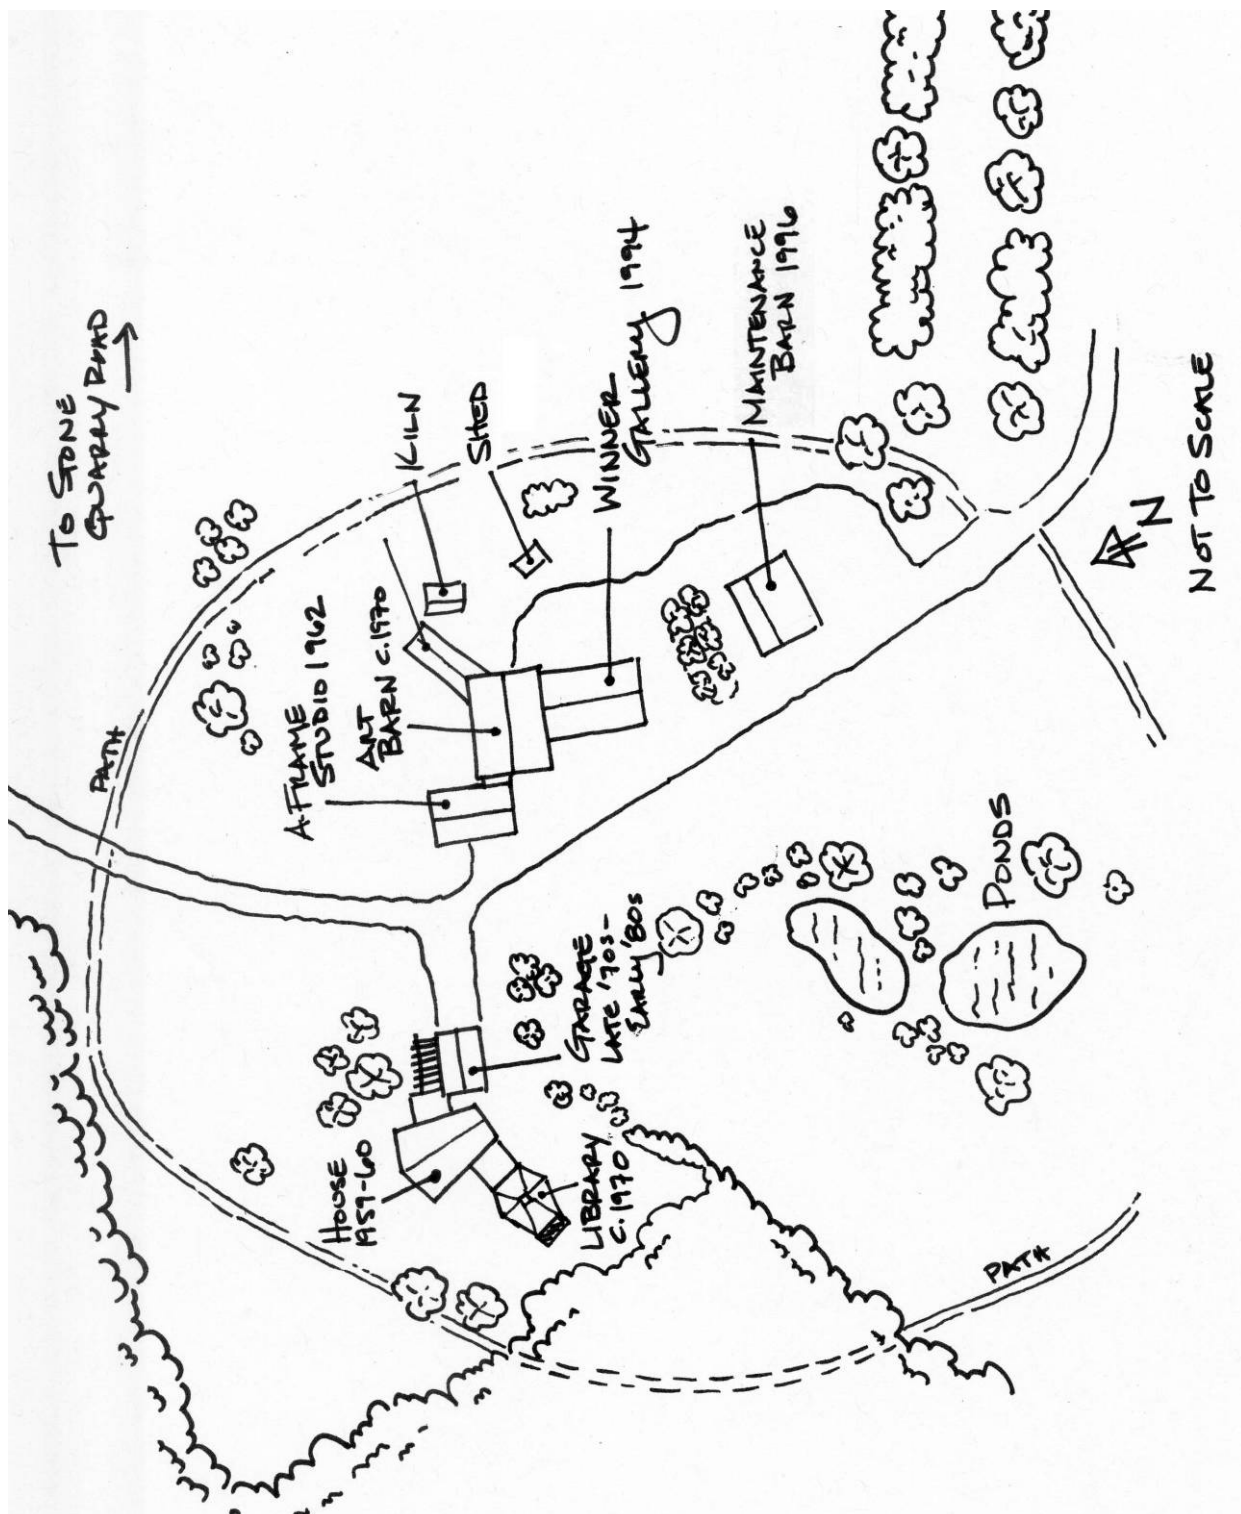 TO STONE
QUARRY ROAD
PATH
A FRAME
STUDIO 1962
ART
BARN C.1970
KILN
SHED
WINNER
GALLERY 1994
MAINTENANCE
BARN 1996
HOUSE
1959-60
GARAGE
LATE '70S-
EARLY '80S
LIBRARY
C.1970
PONDS
PATH
N
NOT TO SCALE